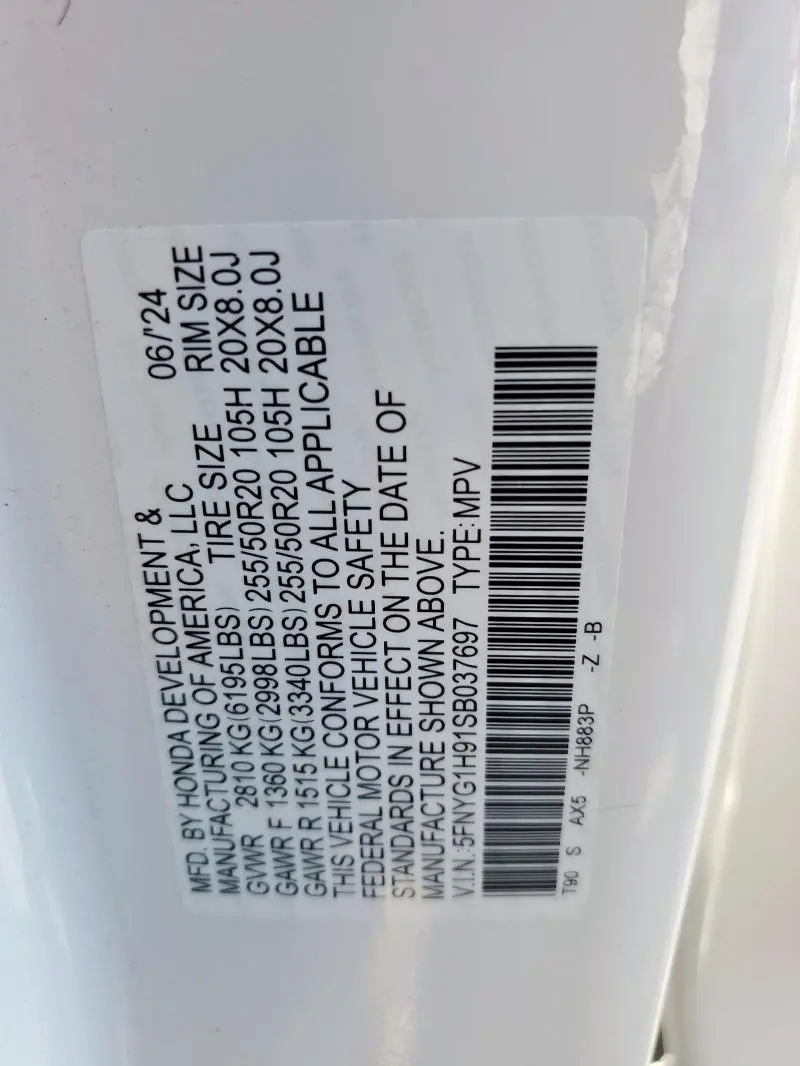 MFD. BY HONDA DEVELOPMENT & 06/'24
MANUFACTURING OF AMERICA, LLC
GVWR 2810 KG(6195LBS) TIRE SIZE RIM SIZE
GAWR F 1360 KG(2998LBS) 255/50R20 105H 20X8.0J
GAWR R 1515 KG(3340LBS) 255/50R20 105H 20X8.0J
THIS VEHICLE CONFORMS TO ALL APPLICABLE
FEDERAL MOTOR VEHICLE SAFETY
STANDARDS IN EFFECT ON THE DATE OF
MANUFACTURE SHOWN ABOVE.
V.I.N.:5FNYG1H91SB037697 TYPE:MPV
T90 S AX5 -NH883P -Z -B